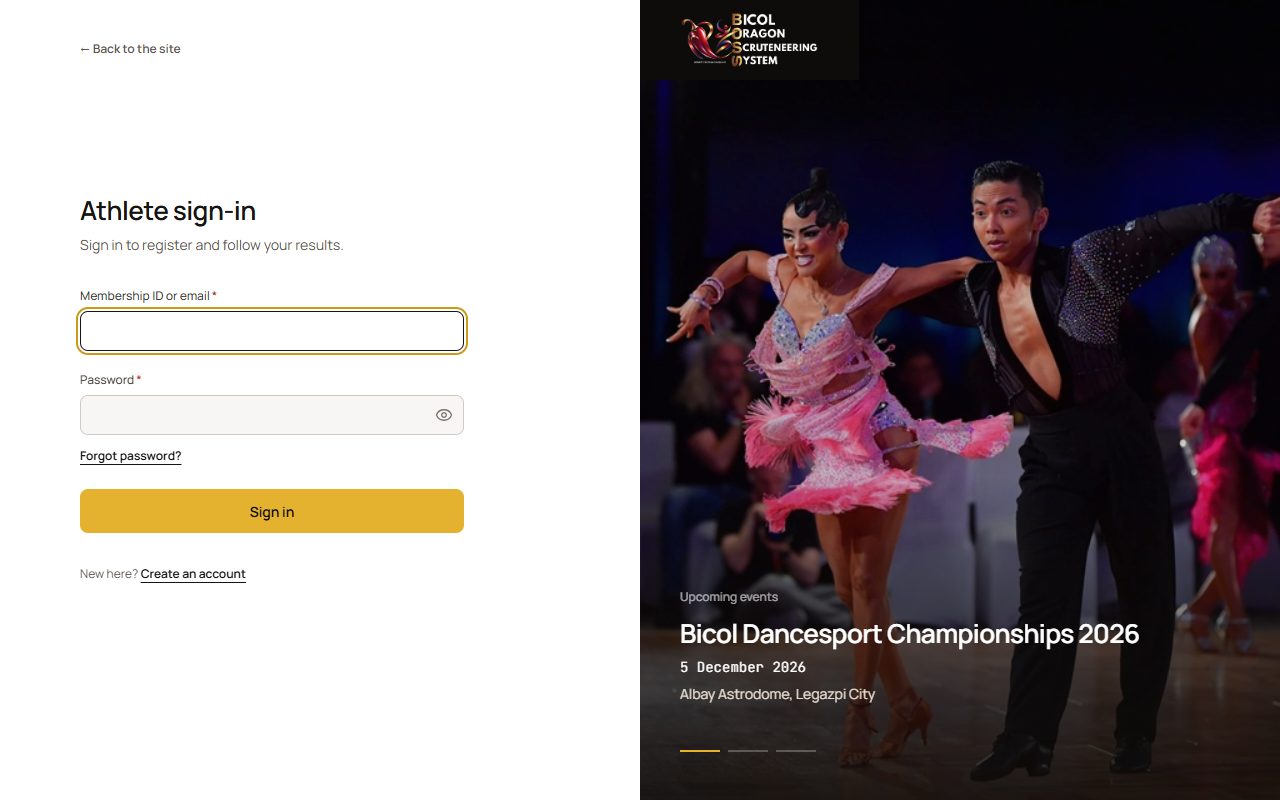 ← Back to the site
Athlete sign-in
Sign in to register and follow your results.
Membership ID or email *
Password *
Forgot password?
Sign in
New here? Create an account
BICOL
DRAGON
SCRUTENEERING
SYSTEM
Upcoming events
Bicol Dancesport Championships 2026
5 December 2026
Albay Astrodome, Legazpi City